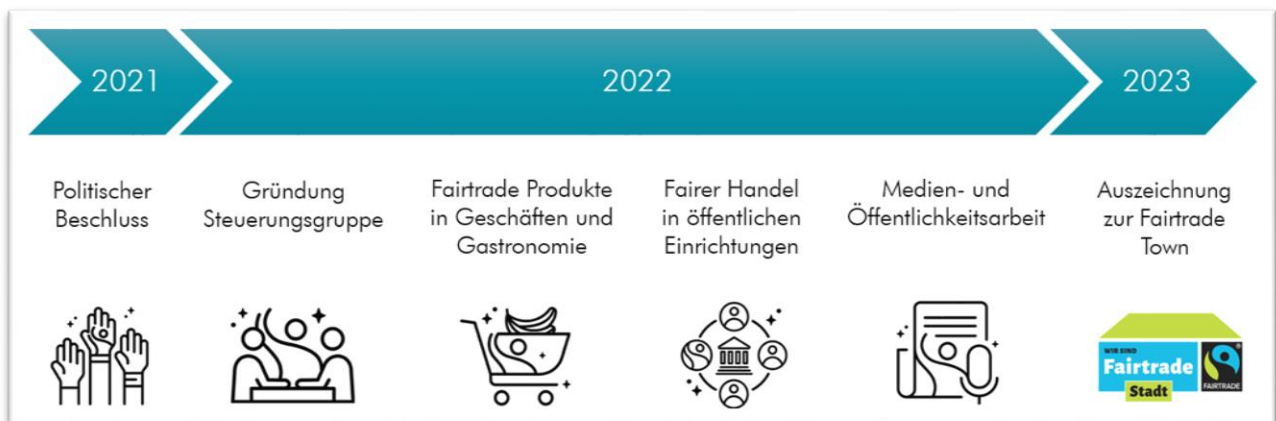 2021
2022
2023
Politischer
Beschluss
Gründung
Steuerungsgruppe
Fairtrade Produkte
in Geschäften und
Gastronomie
Fairer Handel
in öffentlichen
Einrichtungen
Medien- und
Öffentlichkeitsarbeit
Auszeichnung
zur Fairtrade
Town
WIR SIND
Fairtrade
Stadt
FAIRTRADE
®